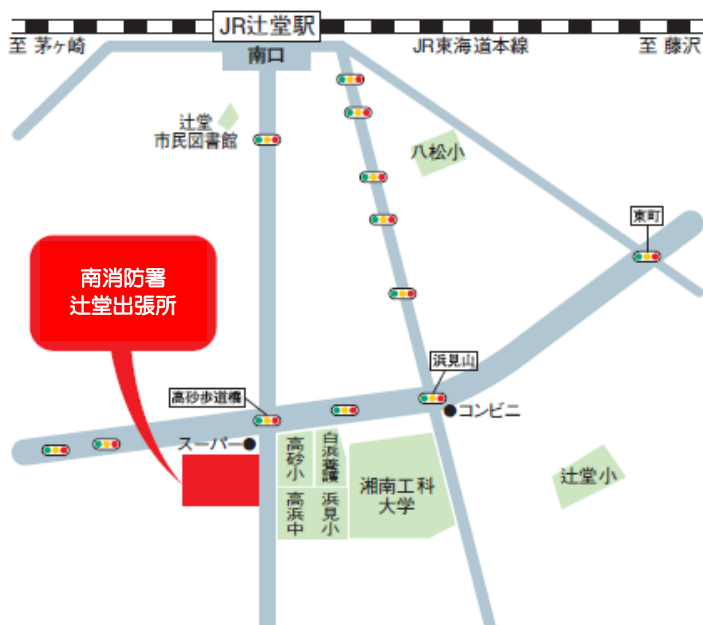 JR辻堂駅
至 茅ヶ崎
南口
JR東海道本線
至 藤沢
辻堂
市民図書館
八松小
東町
南消防署
辻堂出張所
浜見山
高砂歩道橋
コンビニ
スーパー
高砂小
白浜養護
湘南工科
大学
辻堂小
高浜中
浜見小